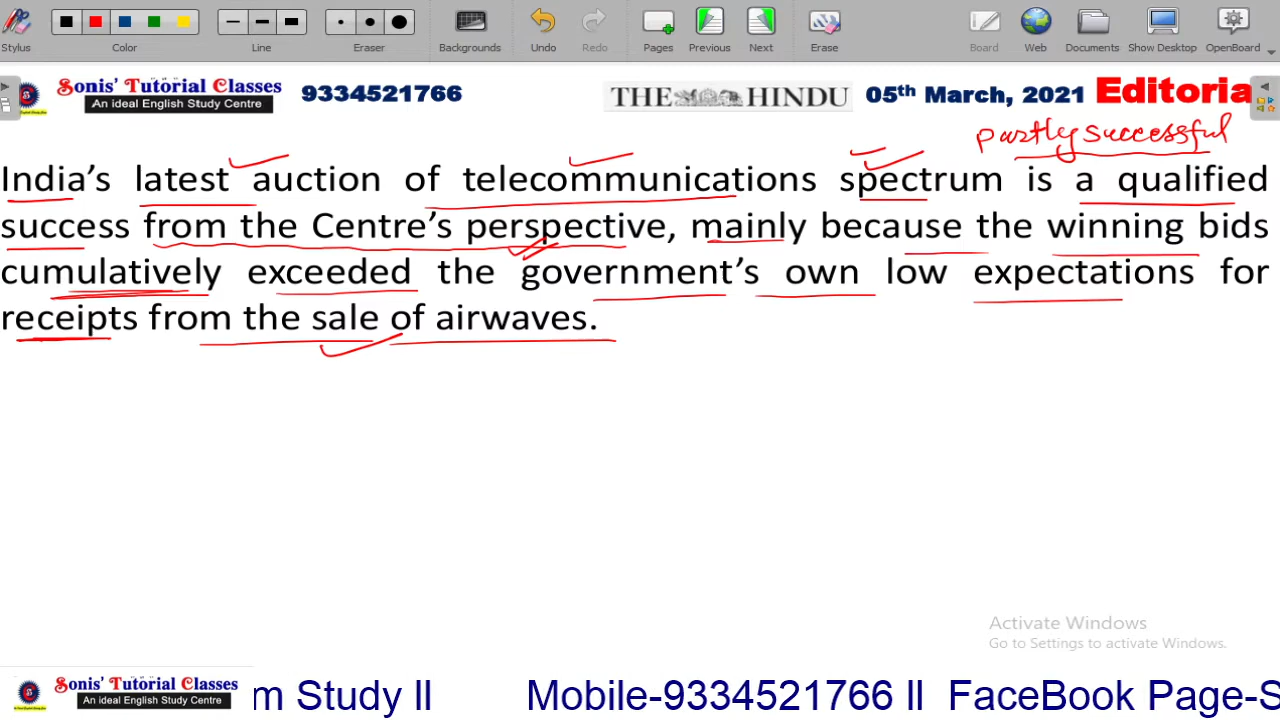 Stylus Color Line Eraser Backgrounds Undo Redo Pages Previous Next Erase Board Web Documents Show Desktop OpenBoard
Sonis' Tutorial Classes
An ideal English Study Centre
9334521766
THE HINDU
05th March, 2021
Editoria
Partly successful
India's latest auction of telecommunications spectrum is a qualified
success from the Centre's perspective, mainly because the winning bids
cumulatively exceeded the government's own low expectations for
receipts from the sale of airwaves.
Activate Windows
Go to Settings to activate Windows.
Sonis' Tutorial Classes
An ideal English Study Centre
m Study ll Mobile-9334521766 ll FaceBook Page-S